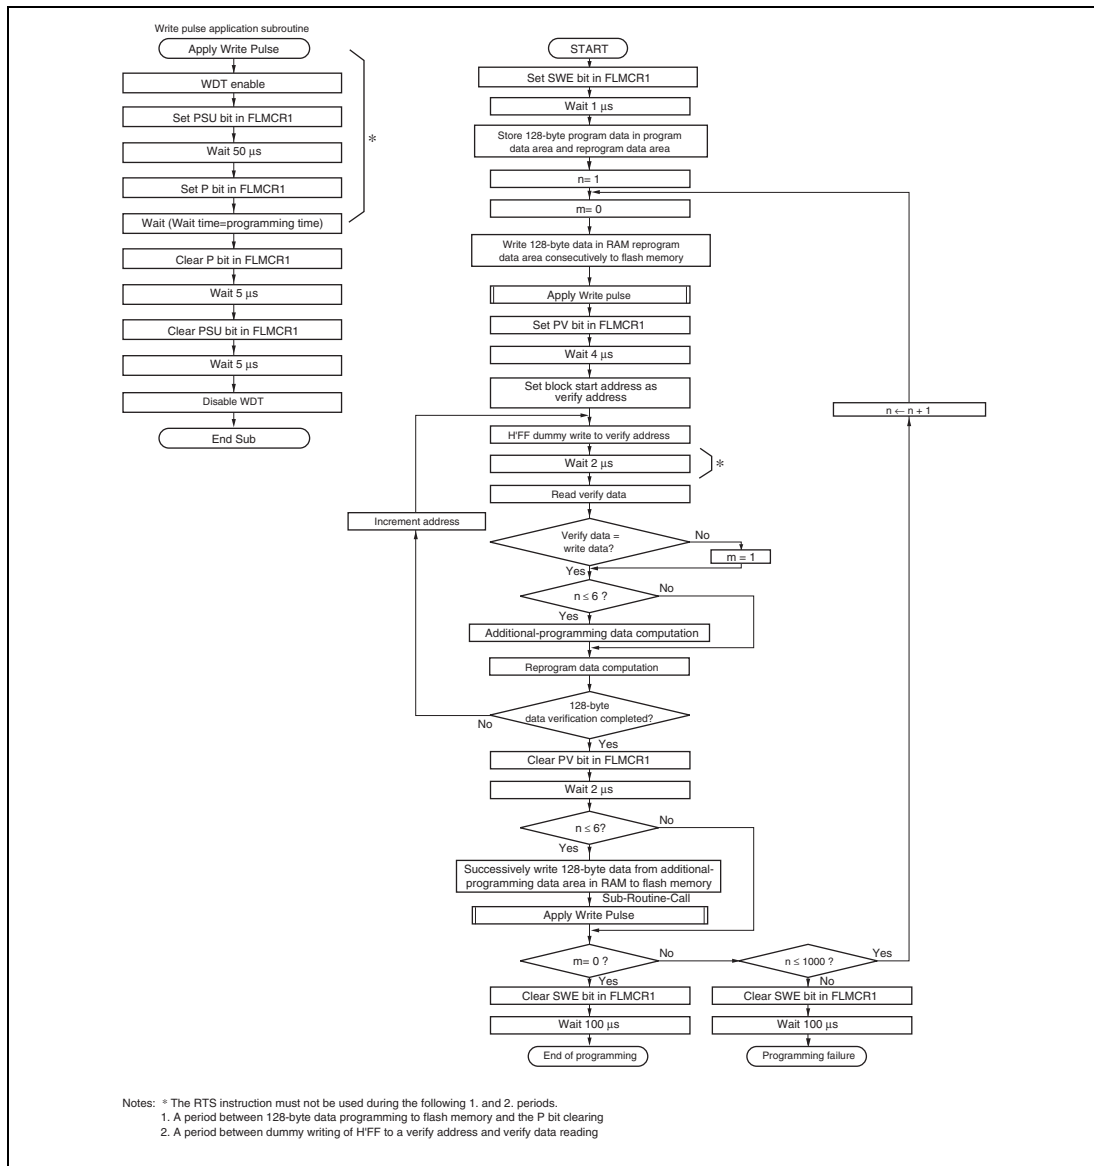 Write pulse application subroutine
Apply Write Pulse
WDT enable
Set PSU bit in FLMCR1
Wait 50 μs
Set P bit in FLMCR1
Wait (Wait time=programming time)
*
Clear P bit in FLMCR1
Wait 5 μs
Clear PSU bit in FLMCR1
Wait 5 μs
Disable WDT
End Sub
START
Set SWE bit in FLMCR1
Wait 1 μs
Store 128-byte program data in program
data area and reprogram data area
n= 1
m= 0
Write 128-byte data in RAM reprogram
data area consecutively to flash memory
Apply Write pulse
Set PV bit in FLMCR1
Wait 4 μs
Set block start address as
verify address
n ← n + 1
H'FF dummy write to verify address
Wait 2 μs
*
Read verify data
Increment address
Verify data =
write data?
No
m = 1
Yes
n ≤ 6 ?
No
Yes
Additional-programming data computation
Reprogram data computation
128-byte
data verification completed?
No
Yes
Clear PV bit in FLMCR1
Wait 2 μs
n ≤ 6?
No
Yes
Successively write 128-byte data from additional-
programming data area in RAM to flash memory
Sub-Routine-Call
Apply Write Pulse
m= 0 ?
No
n ≤ 1000 ?
Yes
Yes
No
Clear SWE bit in FLMCR1
Clear SWE bit in FLMCR1
Wait 100 μs
Wait 100 μs
End of programming
Programming failure
Notes: * The RTS instruction must not be used during the following 1. and 2. periods.
1. A period between 128-byte data programming to flash memory and the P bit clearing
2. A period between dummy writing of H'FF to a verify address and verify data reading